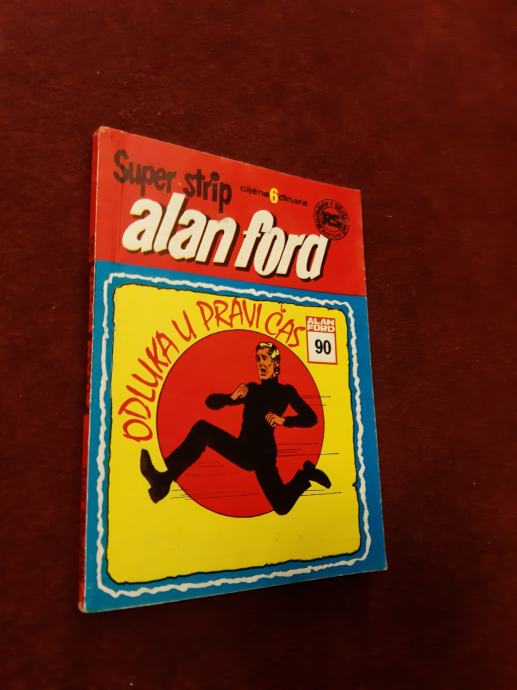 Super strip
cijena 6 dinara
alan ford
ODLUKA U PRAVI ČAS
ALAN
FORD
90